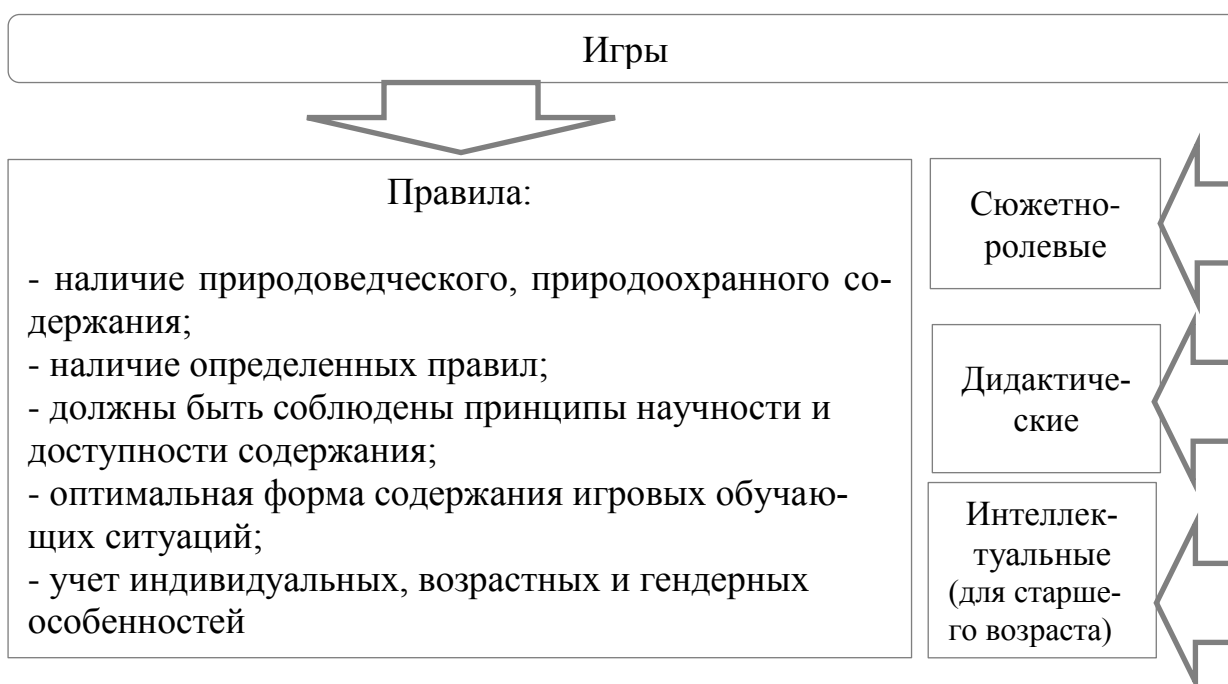 Игры
Правила:
- наличие природоведческого, природоохранного со-
держания;
- наличие определенных правил;
- должны быть соблюдены принципы научности и
доступности содержания;
- оптимальная форма содержания игровых обучаю-
щих ситуаций;
- учет индивидуальных, возрастных и гендерных
особенностей
Сюжетно-
ролевые
Дидактиче-
ские
Интеллек-
туальные
(для старше-
го возраста)